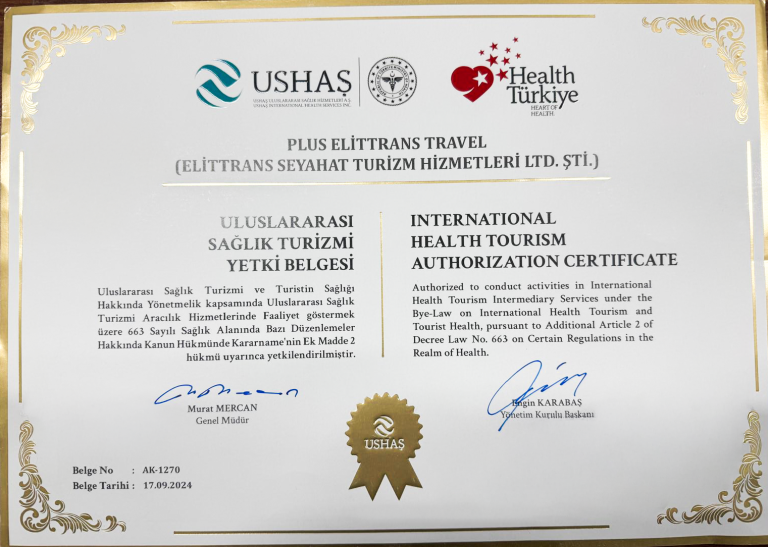 USHAŞ
USHAŞ ULUSLARARASI SAĞLIK HİZMETLERİ A.Ş.
USHAŞ INTERNATIONAL HEALTH SERVICES INC.
Health
Türkiye
HEART OF
HEALTH
PLUS ELİTTRANS TRAVEL
(ELİTTRANS SEYAHAT TURİZM HİZMETLERİ LTD. ŞTİ.)
ULUSLARARASI
SAĞLIK TURİZMİ
YETKİ BELGESİ
Uluslararası Sağlık Turizmi ve Turistin Sağlığı
Hakkında Yönetmelik kapsamında Uluslararası Sağlık
Turizmi Aracılık Hizmetlerinde Faaliyet göstermek
üzere 663 Sayılı Sağlık Alanında Bazı Düzenlemeler
Hakkında Kanun Hükmünde Kararname'nin Ek Madde 2
hükmü uyarınca yetkilendirilmiştir.
Murat MERCAN
Genel Müdür
INTERNATIONAL
HEALTH TOURISM
AUTHORIZATION CERTIFICATE
Authorized to conduct activities in International
Health Tourism Intermediary Services under the
Bye-Law on International Health Tourism and
Tourist Health, pursuant to Additional Article 2 of
Decree Law No. 663 on Certain Regulations in the
Realm of Health.
Engin KARABAŞ
Yönetim Kurulu Başkanı
USHAŞ
Belge No : AK-1270
Belge Tarihi : 17.09.2024